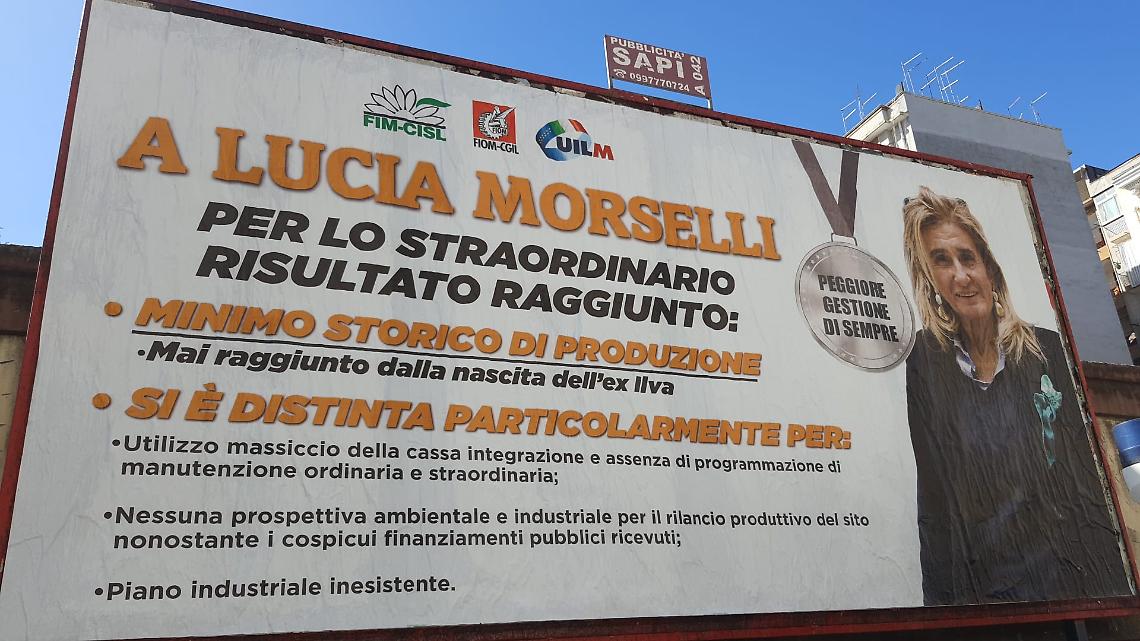 PUBBLICITA'
SAPI
0997770724
A 042
FIM-CISL
FIOM
FIOM-CGIL
UILM
A LUCIA MORSELLI
PER LO STRAORDINARIO
RISULTATO RAGGIUNTO:
• MINIMO STORICO DI PRODUZIONE
•Mai raggiunto dalla nascita dell'ex Ilva
• SI È DISTINTA PARTICOLARMENTE PER:
•Utilizzo massiccio della cassa integrazione e assenza di programmazione di
manutenzione ordinaria e straordinaria;
•Nessuna prospettiva ambientale e industriale per il rilancio produttivo del sito
nonostante i cospicui finanziamenti pubblici ricevuti;
•Piano industriale inesistente.
PEGGIORE
GESTIONE
DI SEMPRE